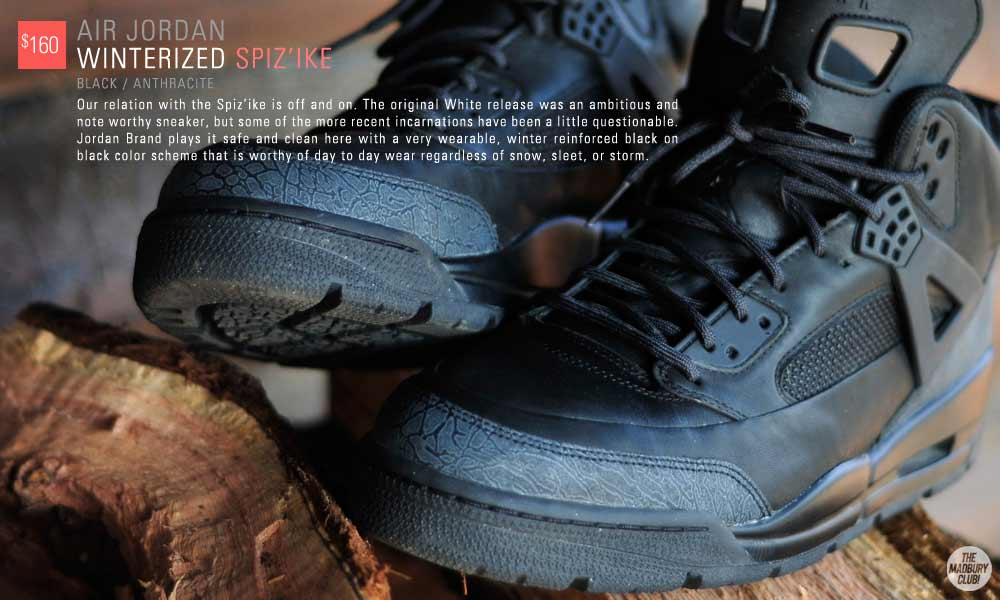 $160
AIR JORDAN
WINTERIZED SPIZ'IKE
BLACK / ANTHRACITE
Our relation with the Spiz'ike is off and on. The original White release was an ambitious and
note worthy sneaker, but some of the more recent incarnations have been a little questionable.
Jordan Brand plays it safe and clean here with a very wearable, winter reinforced black on
black color scheme that is worthy of day to day wear regardless of snow, sleet, or storm.
THE
MADBURY
CLUB!